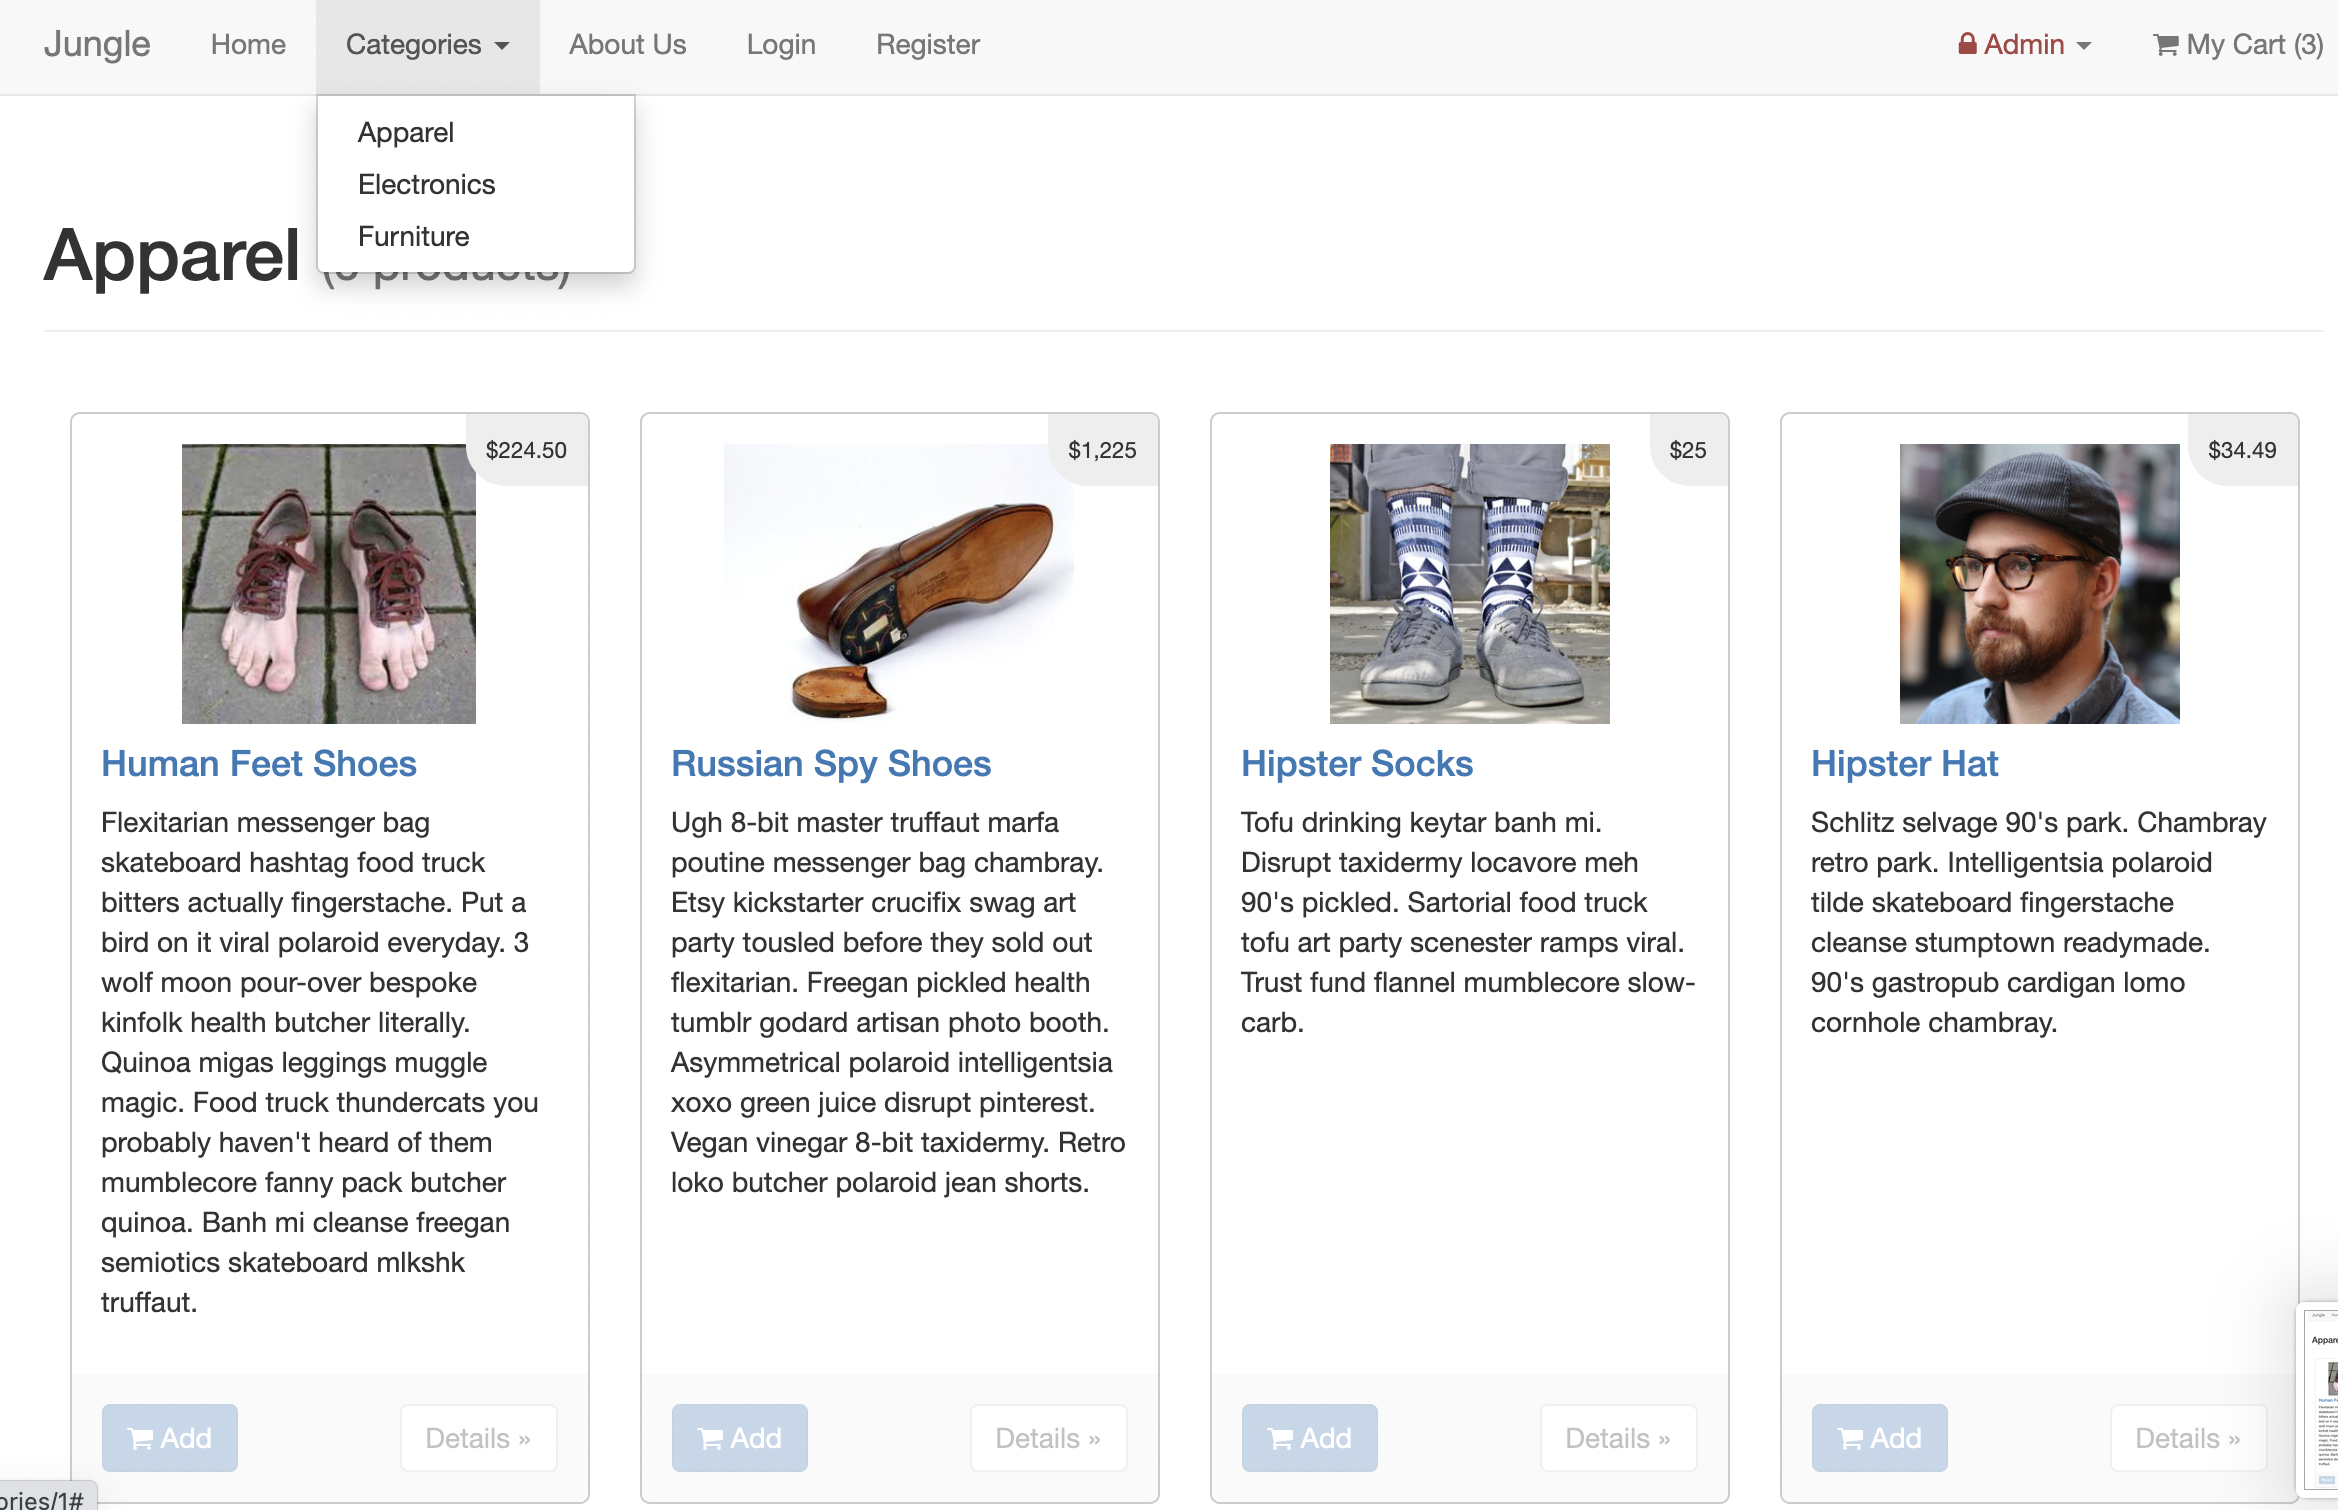 Jungle Home Categories About Us Login Register Admin My Cart (3)
Apparel
Electronics
Furniture
Apparel products)
$224.50
Human Feet Shoes
Flexitarian messenger bag
skateboard hashtag food truck
bitters actually fingerstache. Put a
bird on it viral polaroid everyday. 3
wolf moon pour-over bespoke
kinfolk health butcher literally.
Quinoa migas leggings muggle
magic. Food truck thundercats you
probably haven't heard of them
mumblecore fanny pack butcher
quinoa. Banh mi cleanse freegan
semiotics skateboard mlkshk
truffaut.
Add Details »
$1,225
Russian Spy Shoes
Ugh 8-bit master truffaut marfa
poutine messenger bag chambray.
Etsy kickstarter crucifix swag art
party tousled before they sold out
flexitarian. Freegan pickled health
tumblr godard artisan photo booth.
Asymmetrical polaroid intelligentsia
xoxo green juice disrupt pinterest.
Vegan vinegar 8-bit taxidermy. Retro
loko butcher polaroid jean shorts.
Add Details »
$25
Hipster Socks
Tofu drinking keytar banh mi.
Disrupt taxidermy locavore meh
90's pickled. Sartorial food truck
tofu art party scenester ramps viral.
Trust fund flannel mumblecore slow-
carb.
Add Details »
$34.49
Hipster Hat
Schlitz selvage 90's park. Chambray
retro park. Intelligentsia polaroid
tilde skateboard fingerstache
cleanse stumptown readymade.
90's gastropub cardigan lomo
cornhole chambray.
Add Details »
ories/1#